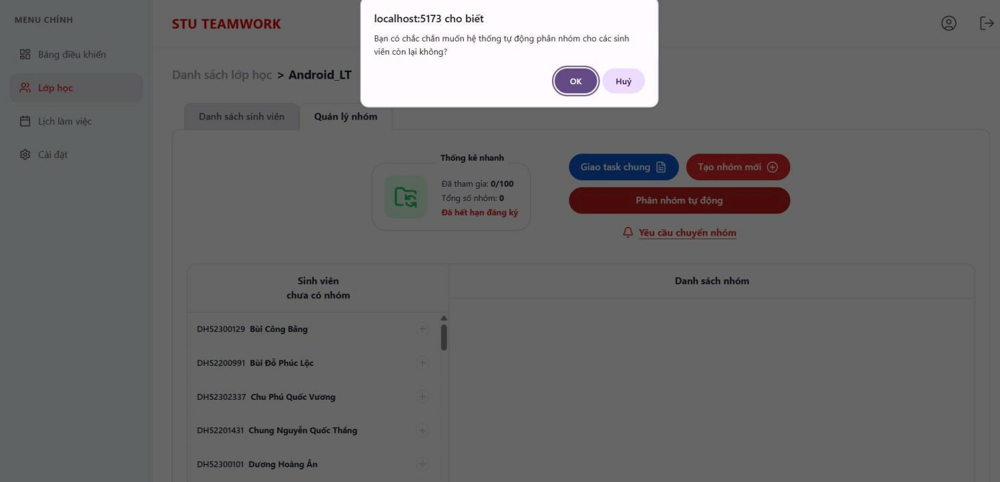 MENU CHÍNH
Bảng điều khiển
Lớp học
Lịch làm việc
Cài đặt
STU TEAMWORK
localhost:5173 cho biết
Bạn có chắc chắn muốn hệ thống tự động phân nhóm cho các sinh
viên còn lại không?
OK
Huỷ
Danh sách lớp học > Android_LT
Danh sách sinh viên
Quản lý nhóm
Thống kê nhanh
Đã tham gia: 0/100
Tổng số nhóm: 0
Đã hết hạn đăng ký
Giao task chung
Tạo nhóm mới
Phân nhóm tự động
Yêu cầu chuyển nhóm
Sinh viên
chưa có nhóm
Danh sách nhóm
DH52300129 Bùi Công Bằng
DH52200991 Bùi Đỗ Phúc Lộc
DH52302337 Chu Phú Quốc Vương
DH52201431 Chung Nguyễn Quốc Thắng
DH52300101 Dương Hoàng Ân